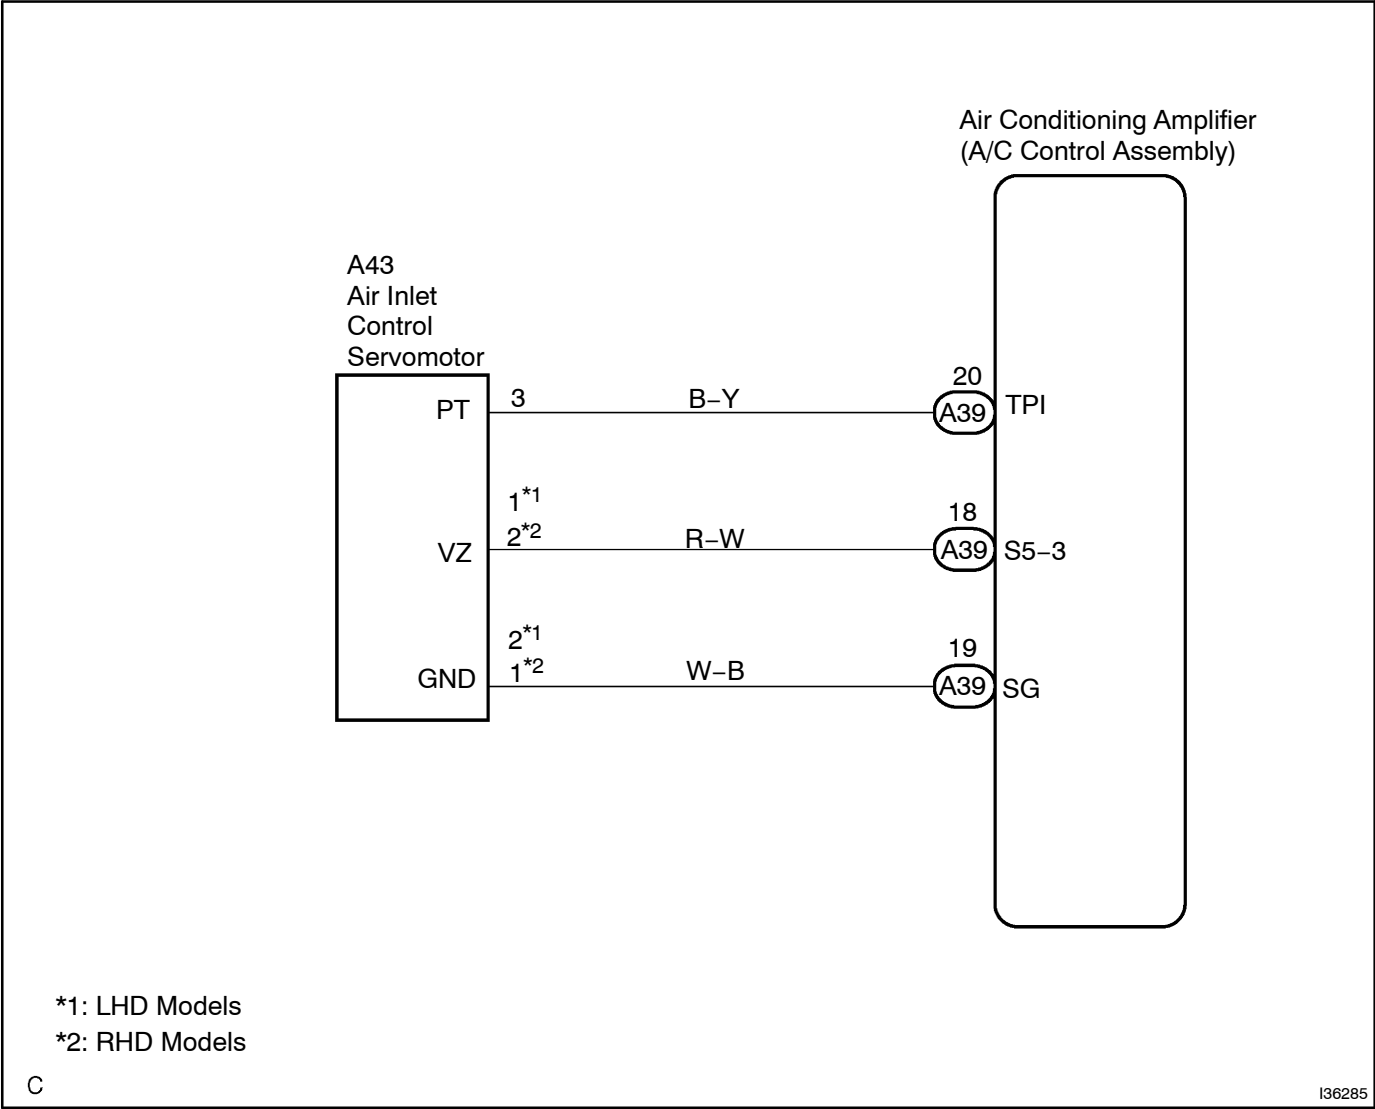 Air Conditioning Amplifier
(A/C Control Assembly)
A43
Air Inlet
Control
Servomotor
PT
3
B−Y
20
A39
TPI
1*1
2*2
VZ
R−W
18
A39
S5−3
2*1
1*2
GND
W−B
19
A39
SG
*1: LHD Models
*2: RHD Models
C
I36285